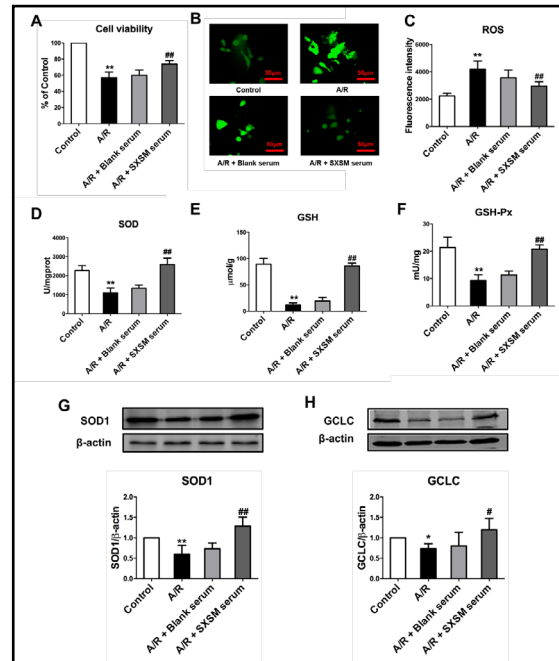 A
Cell viability
% of Control
100
80
60
40
20
0
**
##
Control
A/R
A/R + Blank serum
A/R + SXSM serum
B
50μm
50μm
Control
A/R
50μm
50μm
A/R + Blank serum
A/R + SXSM serum
C
ROS
Fluorescence intensity
6000
4000
2000
0
**
##
Control
A/R
A/R + Blank serum
A/R + SXSM serum
D
SOD
U/mgprot
4000
3000
2000
1000
0
**
##
Control
A/R
A/R + Blank serum
A/R + SXSM serum
E
GSH
μmol/g
150
100
50
0
**
##
Control
A/R
A/R + Blank serum
A/R + SXSM serum
F
GSH-Px
mU/mg
30
20
10
0
**
##
Control
A/R
A/R + Blank serum
A/R + SXSM serum
G
SOD1
β-actin
SOD1
SOD1/β-actin
2.0
1.5
1.0
0.5
0.0
**
##
Control
A/R
A/R + Blank serum
A/R + SXSM serum
H
GCLC
β-actin
GCLC
GCLC/β-actin
2.0
1.5
1.0
0.5
0.0
*
#
Control
A/R
A/R + Blank serum
A/R + SXSM serum